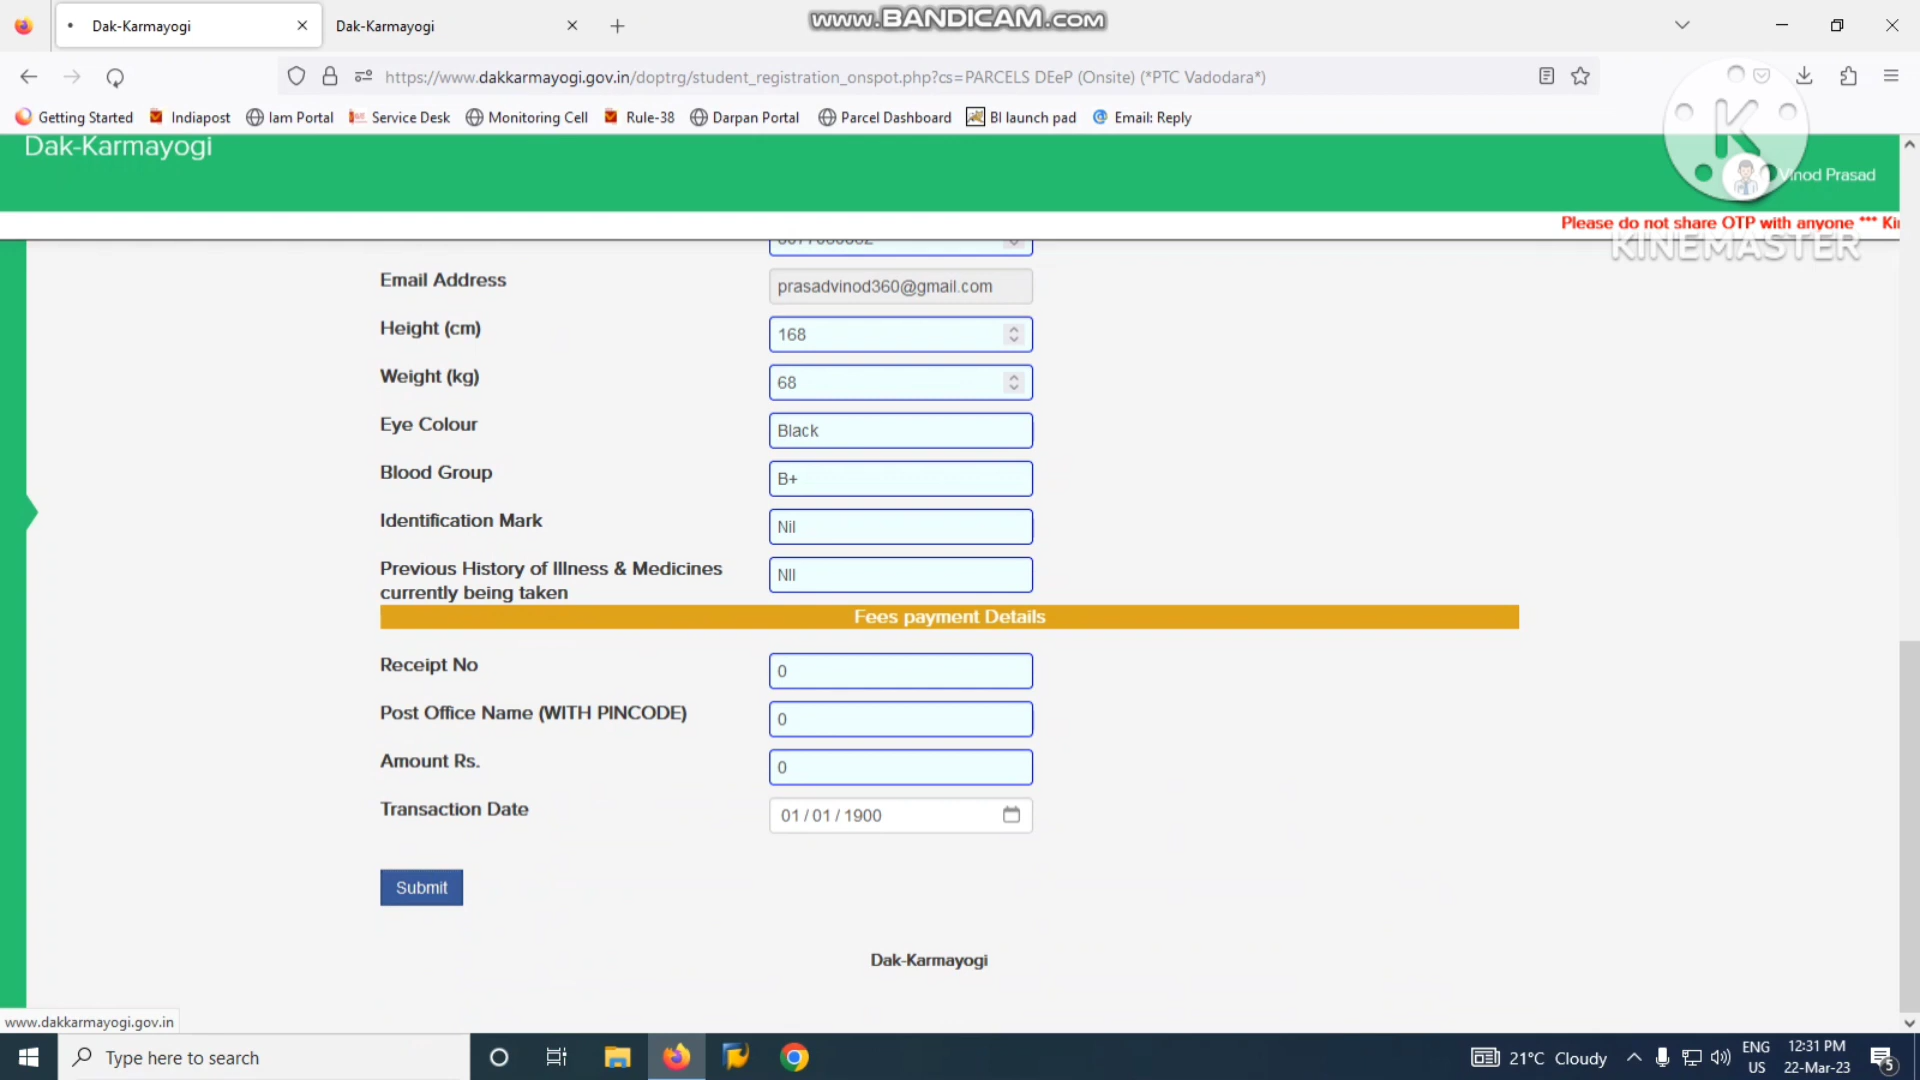 Dak-Karmayogi
Dak-Karmayogi
www.BANDICAM.com
https://www.dakkarmayogi.gov.in/doptrg/student_registration_onspot.php?cs=PARCELS DEeP (Onsite) (*PTC Vadodara*)
Getting Started
Indiapost
Iam Portal
Service Desk
Monitoring Cell
Rule-38
Darpan Portal
Parcel Dashboard
BI launch pad
Email: Reply
Dak-Karmayogi
K
Vinod Prasad
Please do not share OTP with anyone *** Ki
KINEMASTER
Email Address
prasadvinod360@gmail.com
Height (cm)
168
Weight (kg)
68
Eye Colour
Black
Blood Group
B+
Identification Mark
Nil
Previous History of Illness & Medicines
currently being taken
NIl
Fees payment Details
Receipt No
0
Post Office Name (WITH PINCODE)
0
Amount Rs.
0
Transaction Date
01 / 01 / 1900
Submit
Dak-Karmayogi
www.dakkarmayogi.gov.in
Type here to search
21°C Cloudy
ENG
US
12:31 PM
22-Mar-23
5